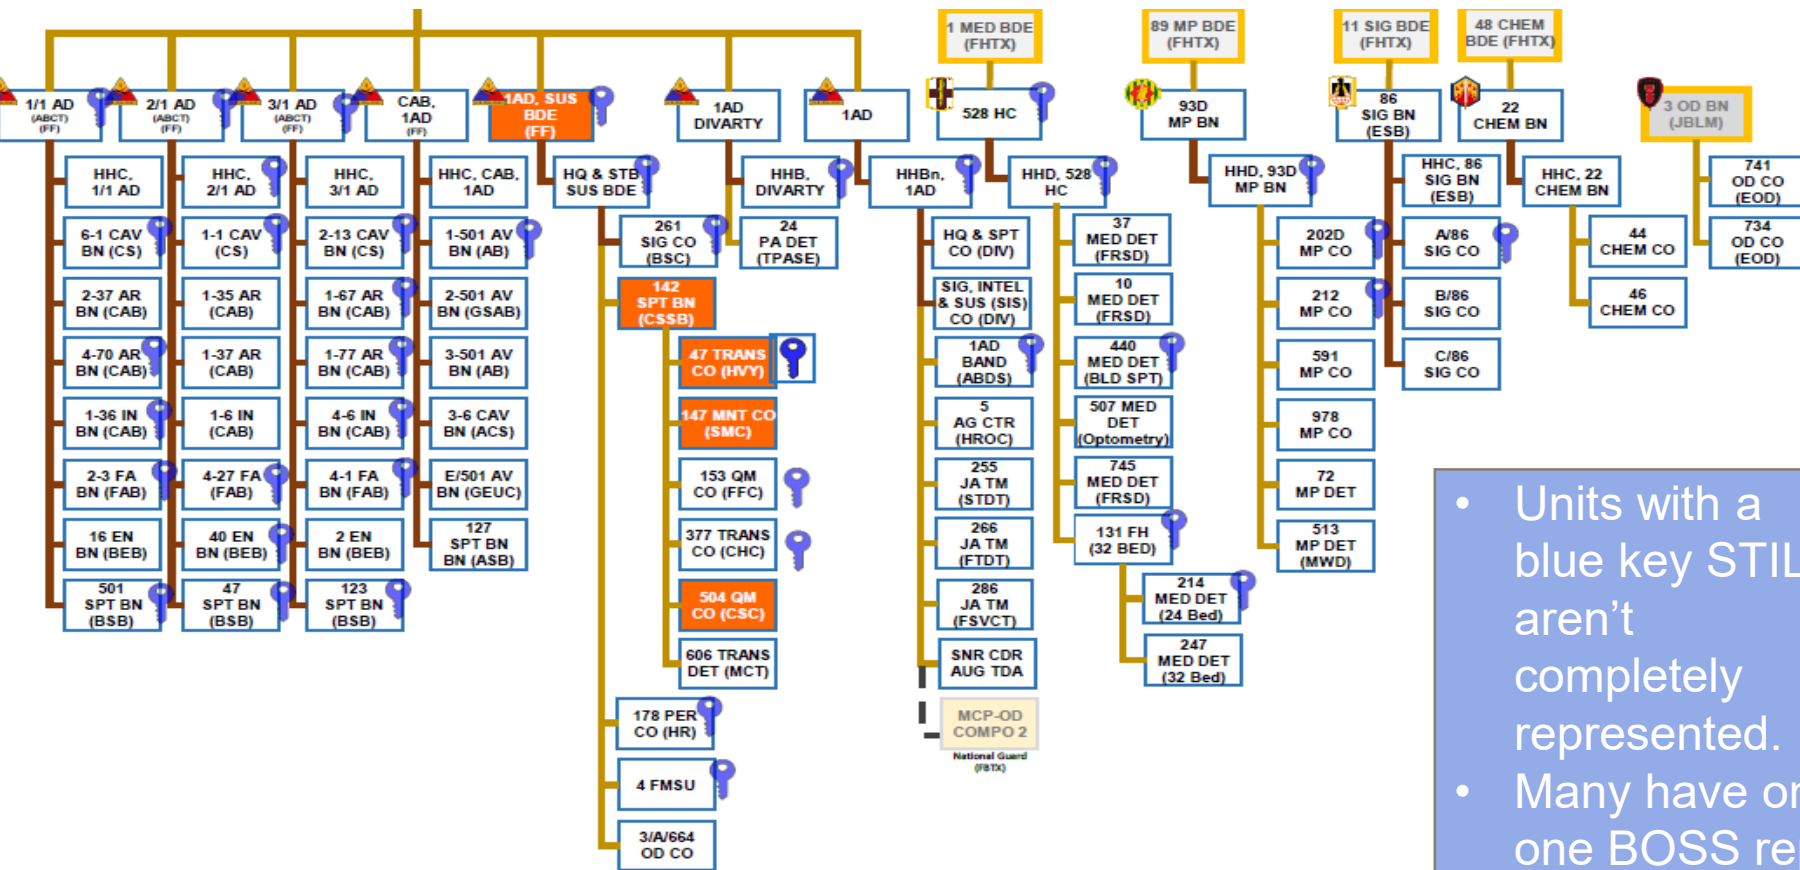 1 MED BDE
(FHTX)
89 MP BDE
(FHTX)
11 SIG BDE
(FHTX)
48 CHEM
BDE (FHTX)
1/1 AD
(ABCT)
(FF)
2/1 AD
(ABCT)
(FF)
3/1 AD
(ABCT)
(FF)
CAB,
1AD
(FF)
1AD, SUS
BDE
(FF)
1AD
DIVARTY
1AD
528 HC
93D
MP BN
86
SIG BN
(ESB)
22
CHEM BN
3 OD BN
(JBLM)
HHC,
1/1 AD
6-1 CAV
BN (CS)
2-37 AR
BN (CAB)
4-70 AR
BN (CAB)
1-36 IN
BN (CAB)
2-3 FA
BN (FAB)
16 EN
BN (BEB)
501
SPT BN
(BSB)
HHC,
2/1 AD
1-1 CAV
(CS)
1-35 AR
(CAB)
1-37 AR
(CAB)
1-6 IN
(CAB)
4-27 FA
(FAB)
40 EN
BN (BEB)
47
SPT BN
(BSB)
HHC,
3/1 AD
2-13 CAV
BN (CS)
1-67 AR
BN (CAB)
1-77 AR
BN (CAB)
4-6 IN
BN (CAB)
4-1 FA
BN (FAB)
2 EN
BN (BEB)
123
SPT BN
(BSB)
HHC, CAB,
1AD
1-501 AV
BN (AB)
2-501 AV
BN (GSAB)
3-501 AV
BN (AB)
3-6 CAV
BN (ACS)
E/501 AV
BN (GEUC)
127
SPT BN
BN (ASB)
HQ & STB
SUS BDE
261
SIG CO
(BSC)
142
SPT BN
(CSSB)
47 TRANS
CO (HVY)
147 MNT CO
(SMC)
153 QM
CO (FFC)
377 TRANS
CO (CHC)
504 QM
CO (CSC)
606 TRANS
DET (MCT)
178 PER
CO (HR)
4 FMSU
3/A/664
OD CO
HHB,
DIVARTY
24
PA DET
(TPASE)
HHBn,
1AD
HQ & SPT
CO (DIV)
SIG, INTEL
& SUS (SIS)
CO (DIV)
1AD
BAND
(ABDS)
5
AG CTR
(HROC)
255
JA TM
(STDT)
266
JA TM
(FTDT)
286
JA TM
(FSVCT)
SNR CDR
AUG TDA
MCP-OD
COMPO 2
National Guard
(FBTX)
HHD, 528
HC
37
MED DET
(FRSD)
10
MED DET
(FRSD)
440
MED DET
(BLD SPT)
507 MED
DET
(Optometry)
745
MED DET
(FRSD)
131 FH
(32 BED)
214
MED DET
(24 Bed)
247
MED DET
(32 Bed)
HHD, 93D
MP BN
202D
MP CO
212
MP CO
591
MP CO
978
MP CO
72
MP DET
513
MP DET
(MWD)
HHC, 86
SIG BN
(ESB)
A/86
SIG CO
B/86
SIG CO
C/86
SIG CO
HHC, 22
CHEM BN
44
CHEM CO
46
CHEM CO
741
OD CO
(EOD)
734
OD CO
(EOD)
• Units with a
blue key STIL
aren't
completely
represented.
• Many have on
one BOSS re